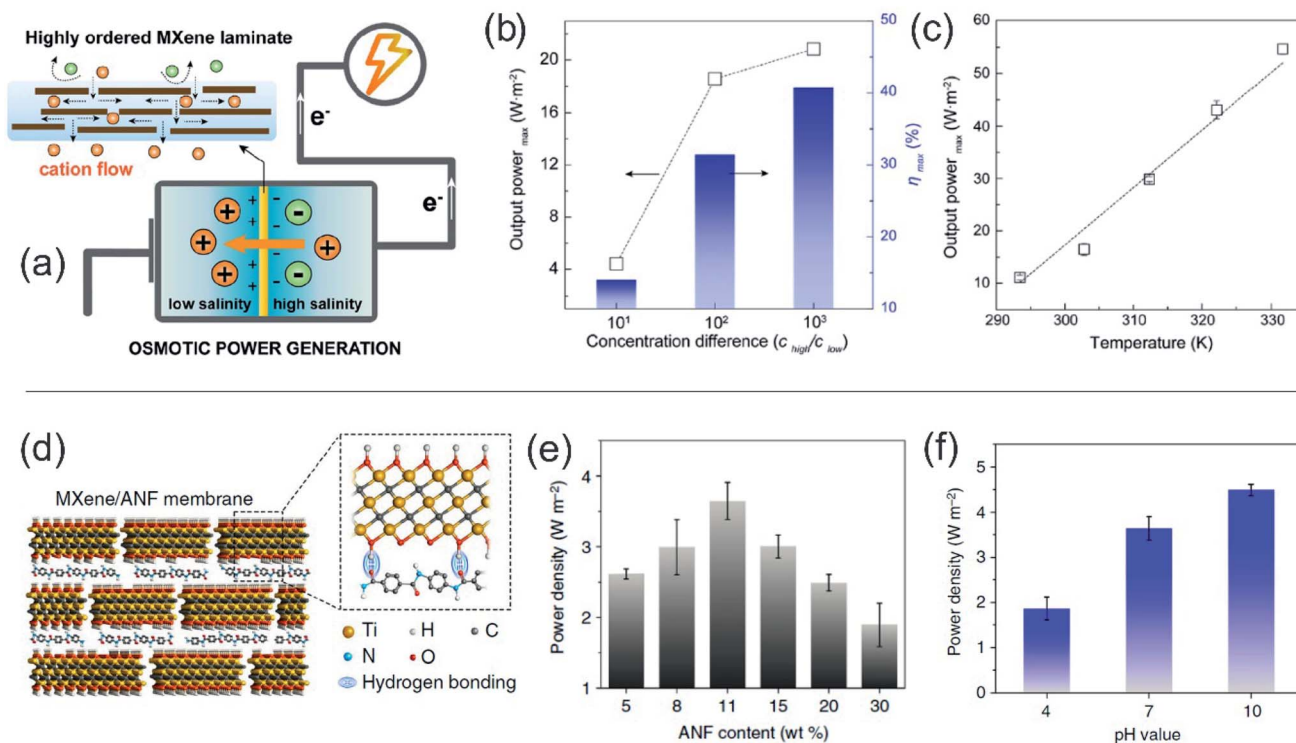 (a)
Highly ordered MXene laminate
cation flow
e-
e-
+ + + - -
low salinity high salinity
OSMOTIC POWER GENERATION
(b)
Output power max (W·m-2)
20
16
12
8
4
50
40
30
20
10
η max (%)
10¹ 10² 10³
Concentration difference (c high/c low)
(c)
Output power max (W·m-2)
60
50
40
30
20
10
290 300 310 320 330
Temperature (K)
(d)
MXene/ANF membrane
Ti H C
N O
Hydrogen bonding
(e)
Power density (W m–2)
4
3
2
1
5 8 11 15 20 30
ANF content (wt %)
(f)
Power density (W m–2)
5
4
3
2
1
0
4 7 10
pH value